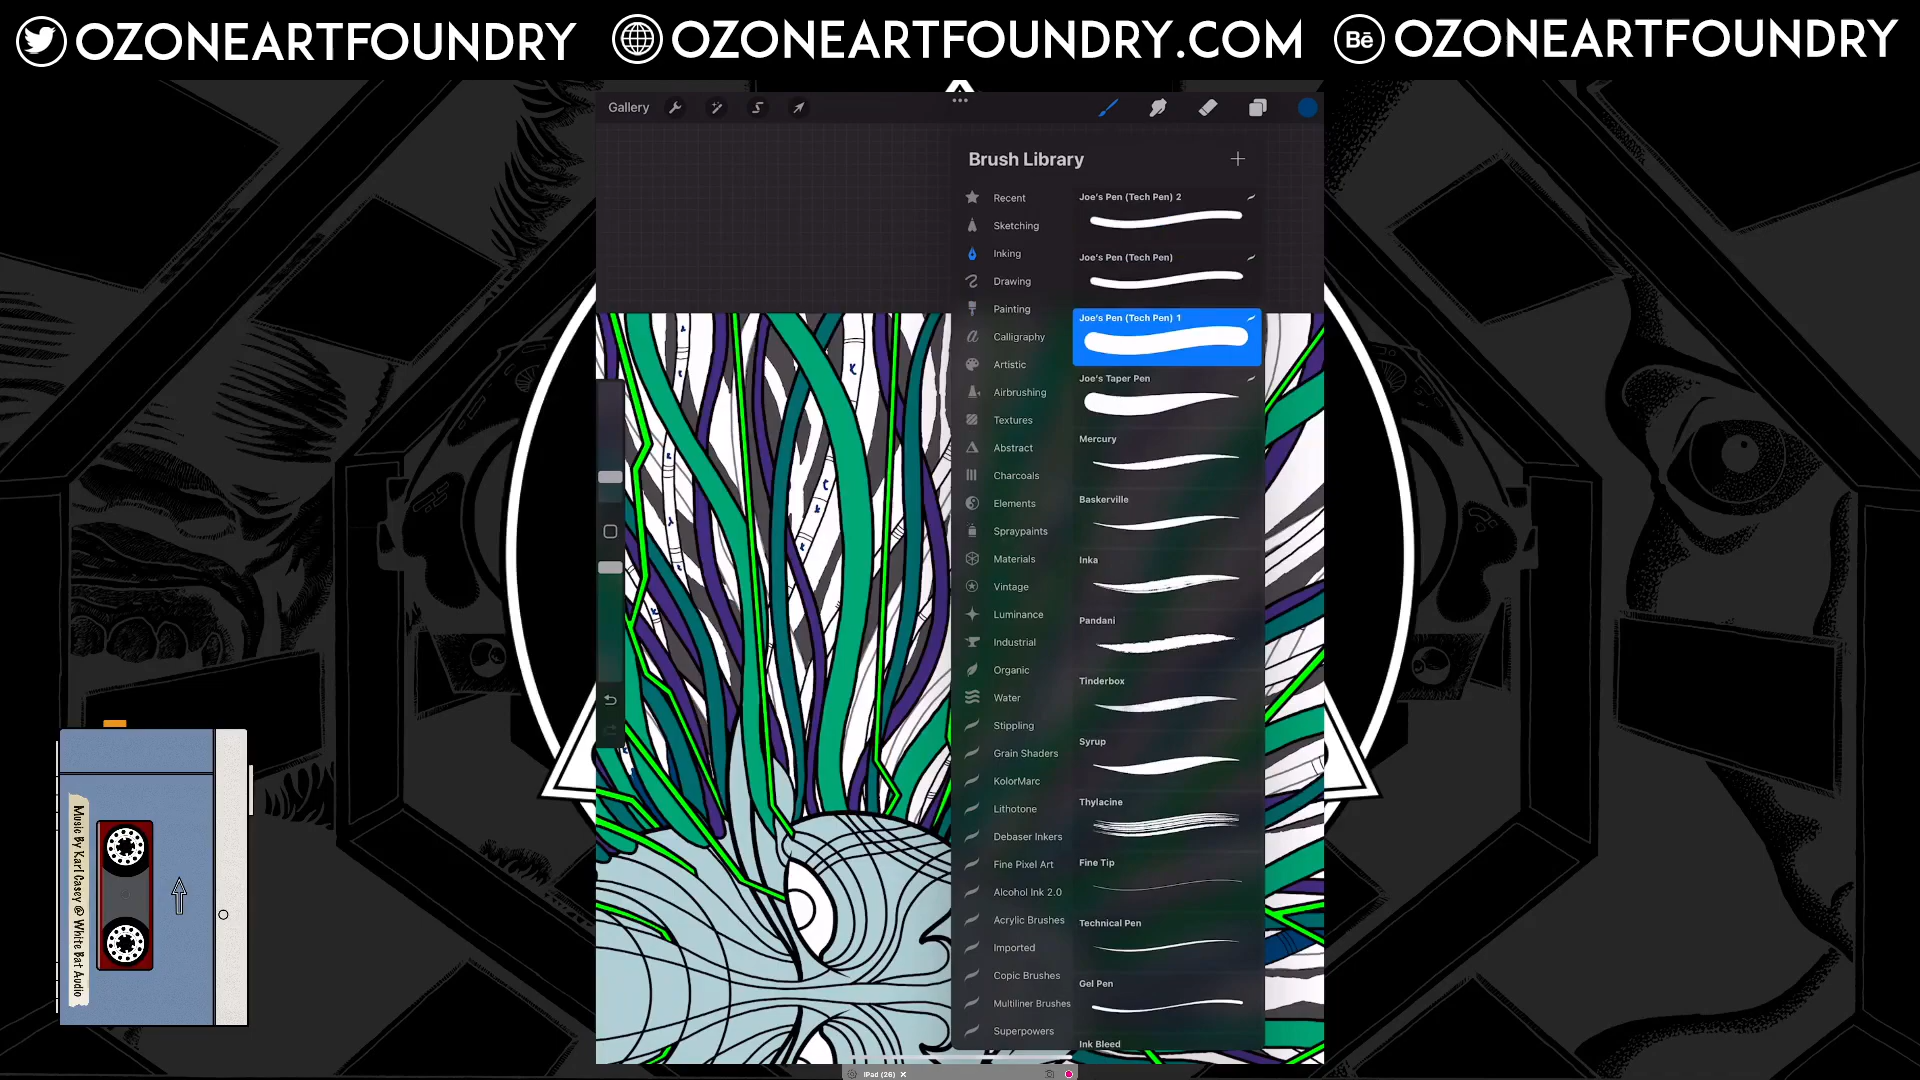 OZONEARTFOUNDRY
OZONEARTFOUNDRY.COM
Bē OZONEARTFOUNDRY
Gallery
Brush Library
Recent
Sketching
Inking
Drawing
Painting
Calligraphy
Artistic
Airbrushing
Textures
Abstract
Charcoals
Elements
Spraypaints
Materials
Vintage
Luminance
Industrial
Organic
Water
Stippling
Grain Shaders
KolorMarc
Lithotone
Debaser Inkers
Fine Pixel Art
Alcohol Ink 2.0
Acrylic Brushes
Imported
Copic Brushes
Multiliner Brushes
Superpowers
Joe's Pen (Tech Pen) 2
Joe's Pen (Tech Pen)
Joe's Pen (Tech Pen) 1
Joe's Taper Pen
Mercury
Baskerville
Inka
Pandani
Tinderbox
Syrup
Thylacine
Fine Tip
Technical Pen
Gel Pen
Ink Bleed
Music By Karl Casey @ White Bat Audio
iPad (26)